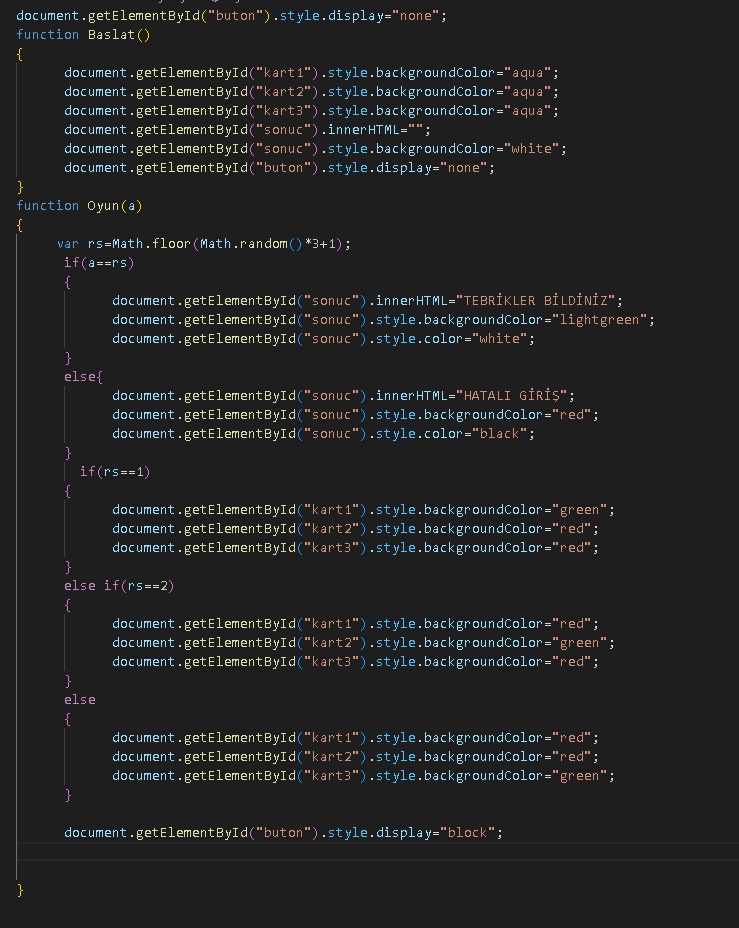 document.getElementById("buton").style.display="none";
function Baslat()
{
document.getElementById("kart1").style.backgroundColor="aqua";
document.getElementById("kart2").style.backgroundColor="aqua";
document.getElementById("kart3").style.backgroundColor="aqua";
document.getElementById("sonuc").innerHTML="";
document.getElementById("sonuc").style.backgroundColor="white";
document.getElementById("buton").style.display="none";
}
function Oyun(a)
{
var rs=Math.floor(Math.random()*3+1);
if(a==rs)
{
document.getElementById("sonuc").innerHTML="TEBRİKLER BİLDİNİZ";
document.getElementById("sonuc").style.backgroundColor="lightgreen";
document.getElementById("sonuc").style.color="white";
}
else{
document.getElementById("sonuc").innerHTML="HATALI GİRİŞ";
document.getElementById("sonuc").style.backgroundColor="red";
document.getElementById("sonuc").style.color="black";
}
if(rs==1)
{
document.getElementById("kart1").style.backgroundColor="green";
document.getElementById("kart2").style.backgroundColor="red";
document.getElementById("kart3").style.backgroundColor="red";
}
else if(rs==2)
{
document.getElementById("kart1").style.backgroundColor="red";
document.getElementById("kart2").style.backgroundColor="green";
document.getElementById("kart3").style.backgroundColor="red";
}
else
{
document.getElementById("kart1").style.backgroundColor="red";
document.getElementById("kart2").style.backgroundColor="red";
document.getElementById("kart3").style.backgroundColor="green";
}
document.getElementById("buton").style.display="block";
}